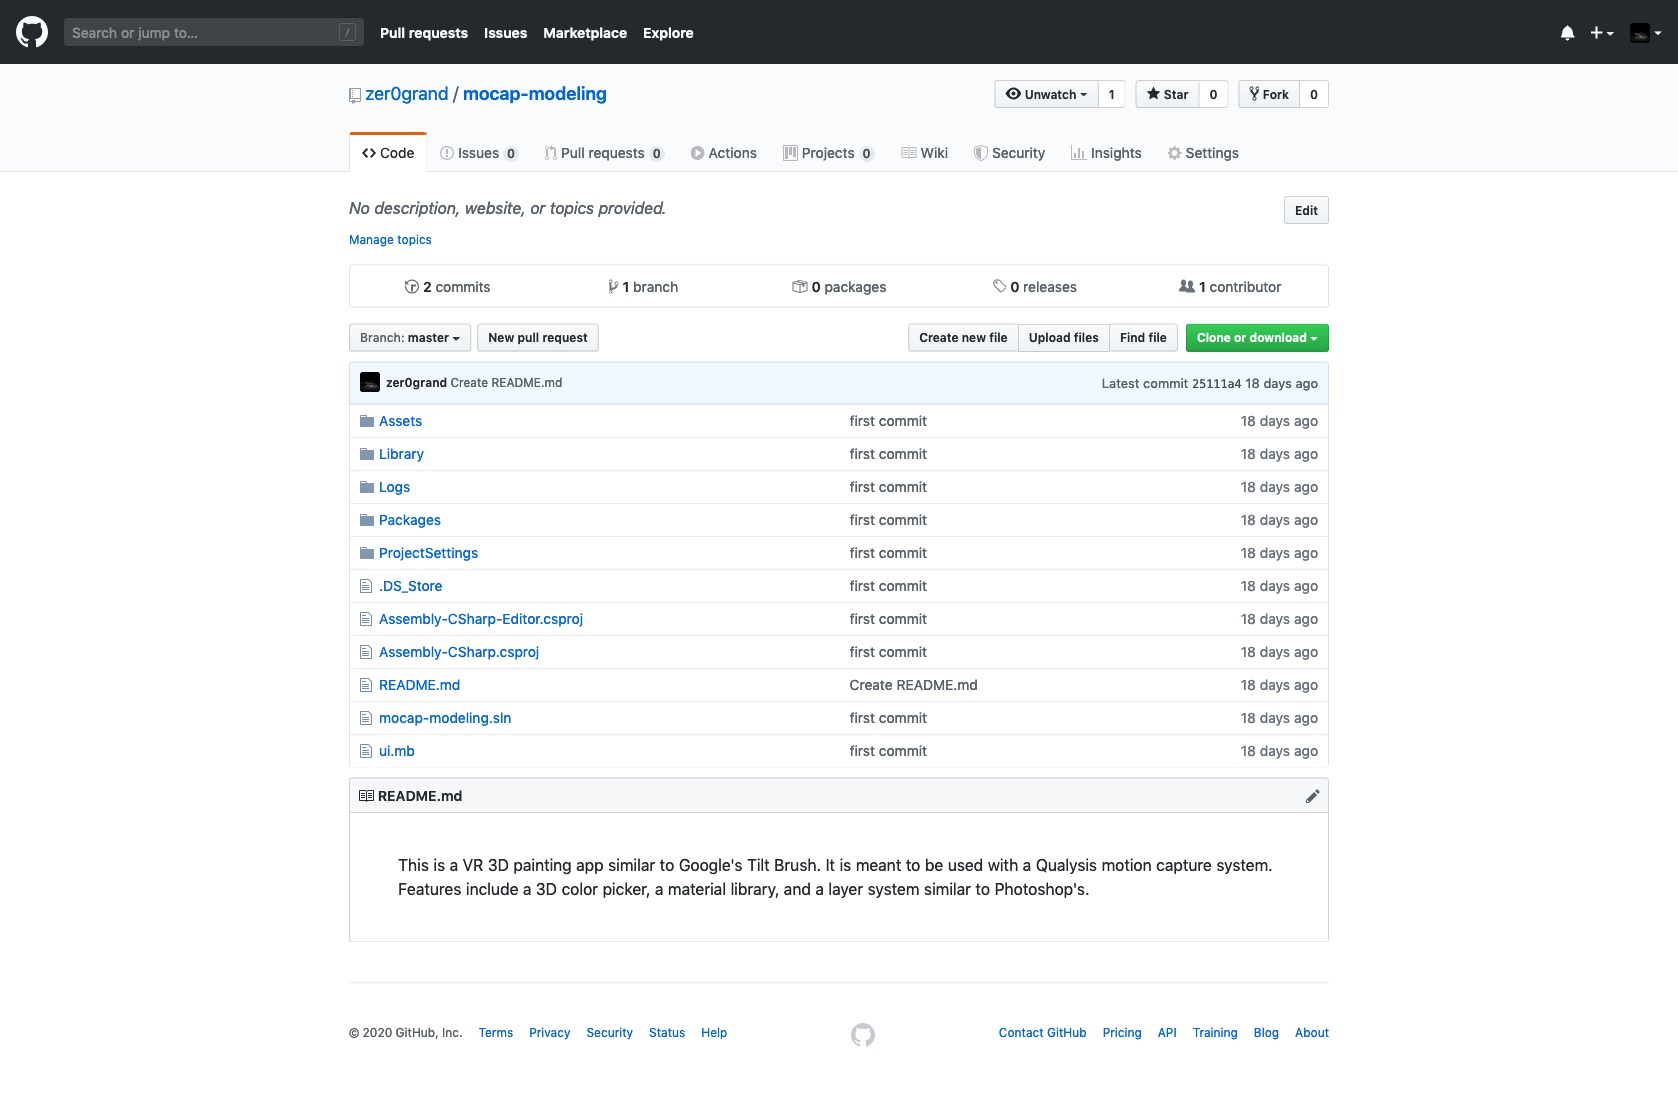 Search or jump to... / Pull requests Issues Marketplace Explore
zer0grand / mocap-modeling Unwatch 1 Star 0 Fork 0
Code Issues 0 Pull requests 0 Actions Projects 0 Wiki Security Insights Settings
No description, website, or topics provided. Edit
Manage topics
2 commits 1 branch 0 packages 0 releases 1 contributor
Branch: master New pull request Create new file Upload files Find file Clone or download
zer0grand Create README.md Latest commit 25111a4 18 days ago
Assets first commit 18 days ago
Library first commit 18 days ago
Logs first commit 18 days ago
Packages first commit 18 days ago
ProjectSettings first commit 18 days ago
.DS_Store first commit 18 days ago
Assembly-CSharp-Editor.csproj first commit 18 days ago
Assembly-CSharp.csproj first commit 18 days ago
README.md Create README.md 18 days ago
mocap-modeling.sln first commit 18 days ago
ui.mb first commit 18 days ago
README.md
This is a VR 3D painting app similar to Google's Tilt Brush. It is meant to be used with a Qualysis motion capture system.
Features include a 3D color picker, a material library, and a layer system similar to Photoshop's.
© 2020 GitHub, Inc. Terms Privacy Security Status Help Contact GitHub Pricing API Training Blog About